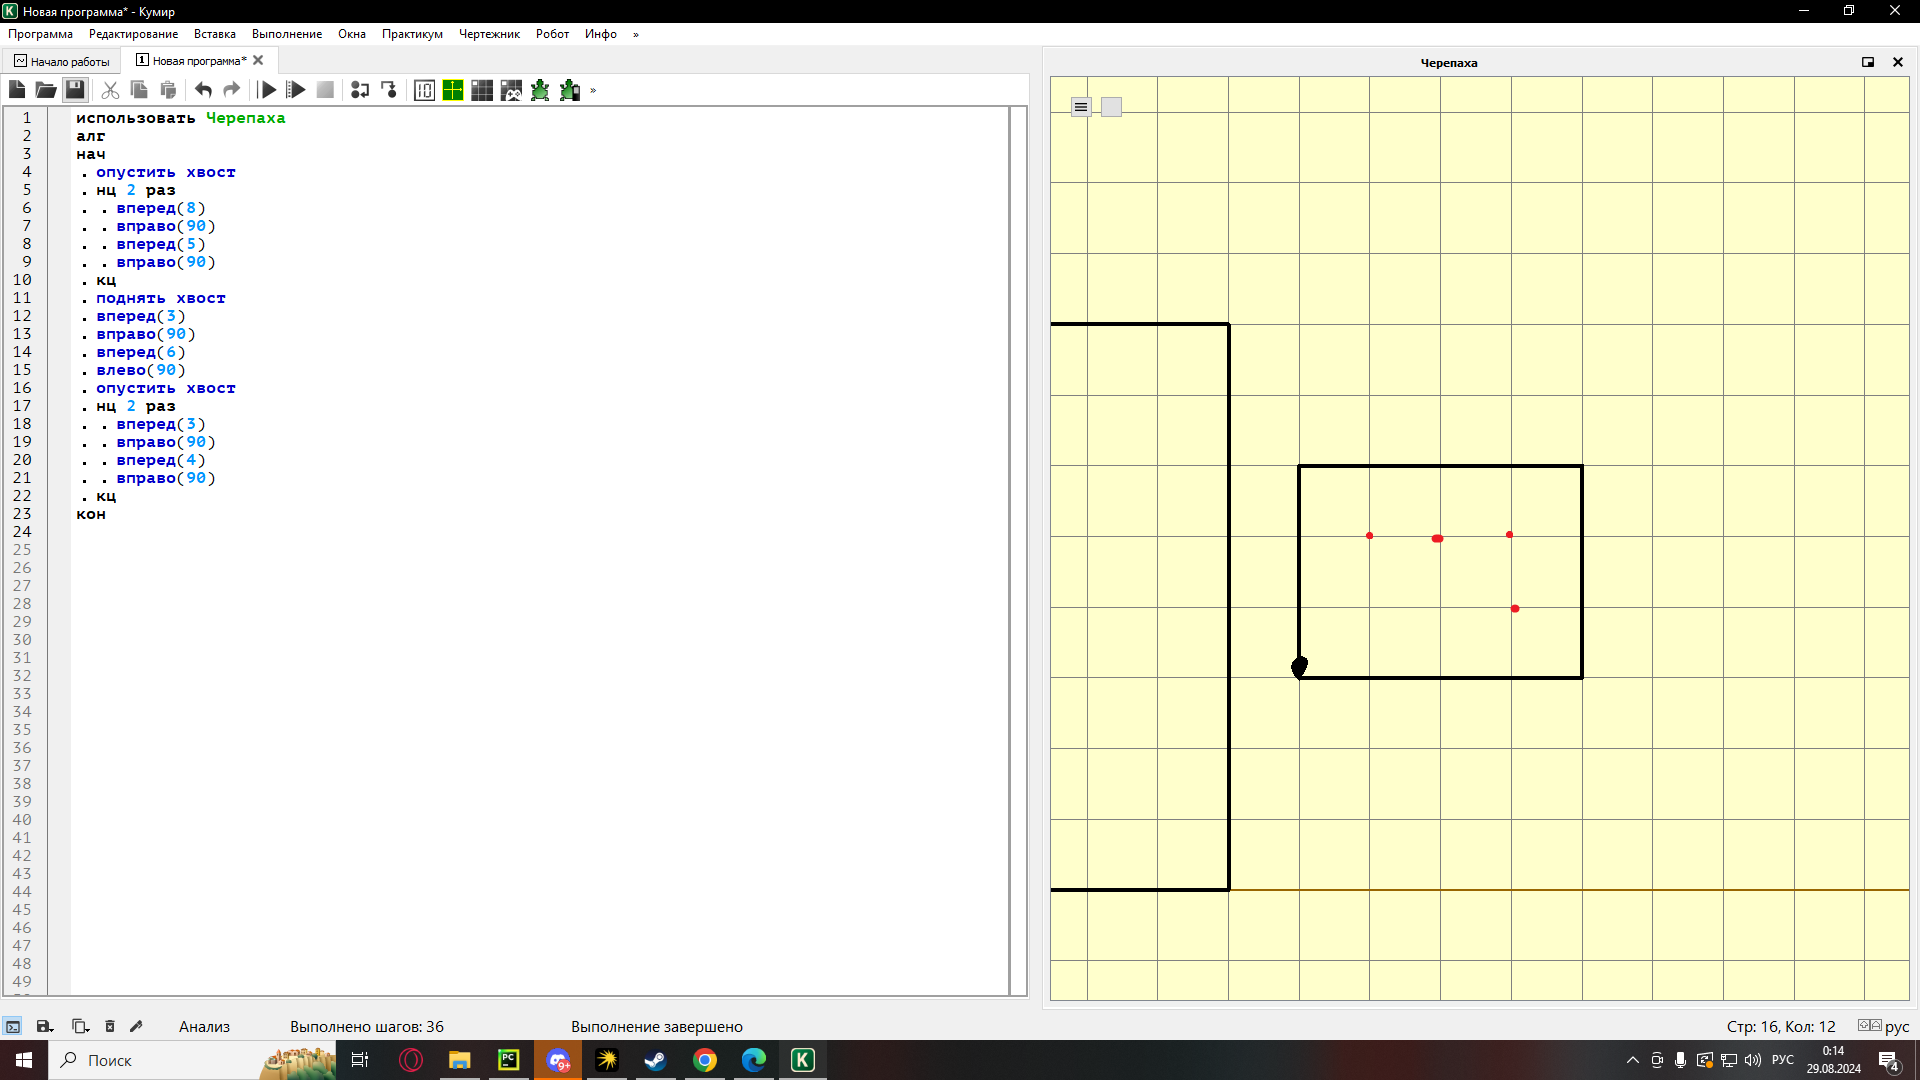 Новая программа* - Кумир
Программа Редактирование Вставка Выполнение Окна Практикум Чертежник Робот Инфо »
Начало работы
1 Новая программа*
Черепаха
»
1 использовать Черепаха
2 алг
3 нач
4 . опустить хвост
5 . нц 2 раз
6 . . вперед(8)
7 . . вправо(90)
8 . . вперед(5)
9 . . вправо(90)
10 . кц
11 . поднять хвост
12 . вперед(3)
13 . вправо(90)
14 . вперед(6)
15 . влево(90)
16 . опустить хвост
17 . нц 2 раз
18 . . вперед(3)
19 . . вправо(90)
20 . . вперед(4)
21 . . вправо(90)
22 . кц
23 кон
24
25
26
27
28
29
30
31
32
33
34
35
36
37
38
39
40
41
42
43
44
45
46
47
48
49
Анализ Выполнено шагов: 36 Выполнение завершено Стр: 16, Кол: 12 рус
Поиск
PC
9+
K
РУС
0:14
29.08.2024
4